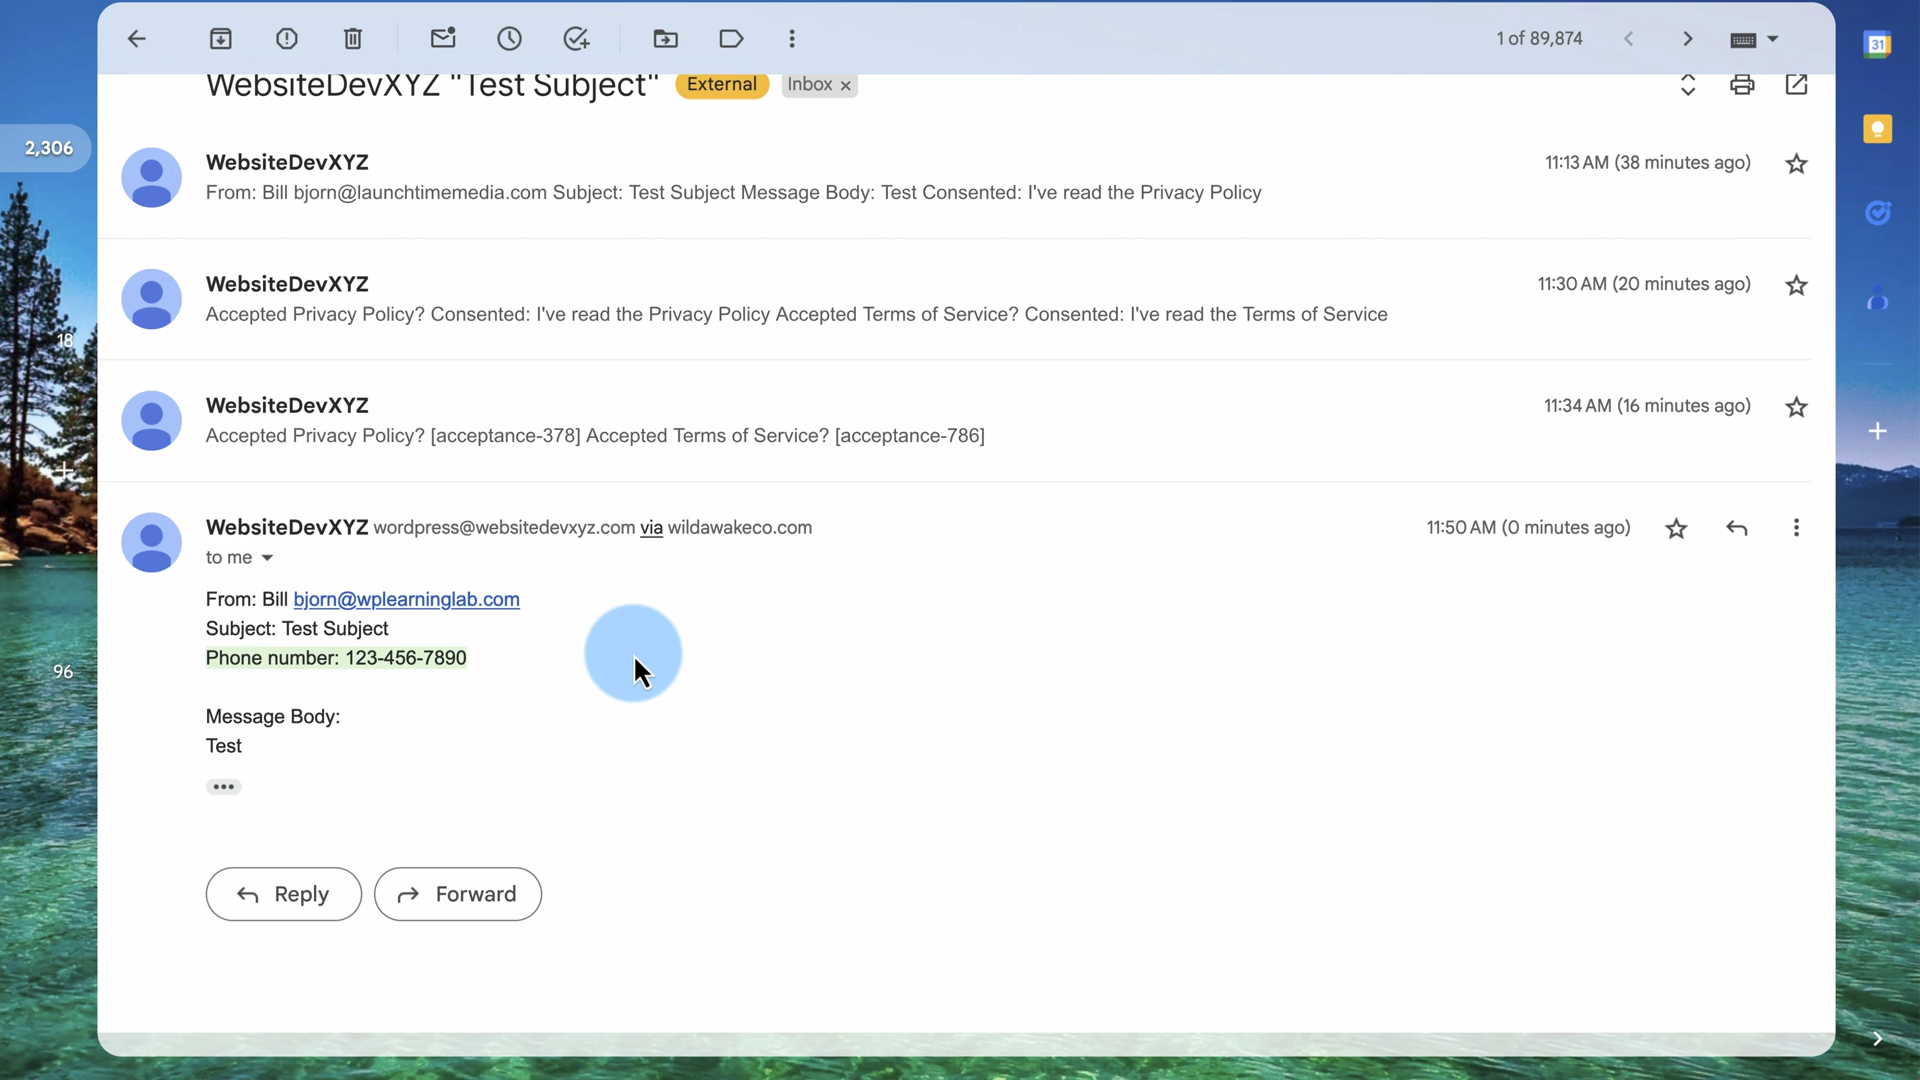 1 of 89,874
31
WebsiteDevXYZ "Test Subject" External Inbox ×
2,306
WebsiteDevXYZ 11:13 AM (38 minutes ago)
From: Bill bjorn@launchtimemedia.com Subject: Test Subject Message Body: Test Consented: I've read the Privacy Policy
WebsiteDevXYZ 11:30 AM (20 minutes ago)
Accepted Privacy Policy? Consented: I've read the Privacy Policy Accepted Terms of Service? Consented: I've read the Terms of Service
18
WebsiteDevXYZ 11:34 AM (16 minutes ago)
Accepted Privacy Policy? [acceptance-378] Accepted Terms of Service? [acceptance-786]
WebsiteDevXYZ wordpress@websitedevxyz.com via wildawakeco.com 11:50 AM (0 minutes ago)
to me
From: Bill bjorn@wplearninglab.com
Subject: Test Subject
Phone number: 123-456-7890
96
Message Body:
Test
Reply Forward